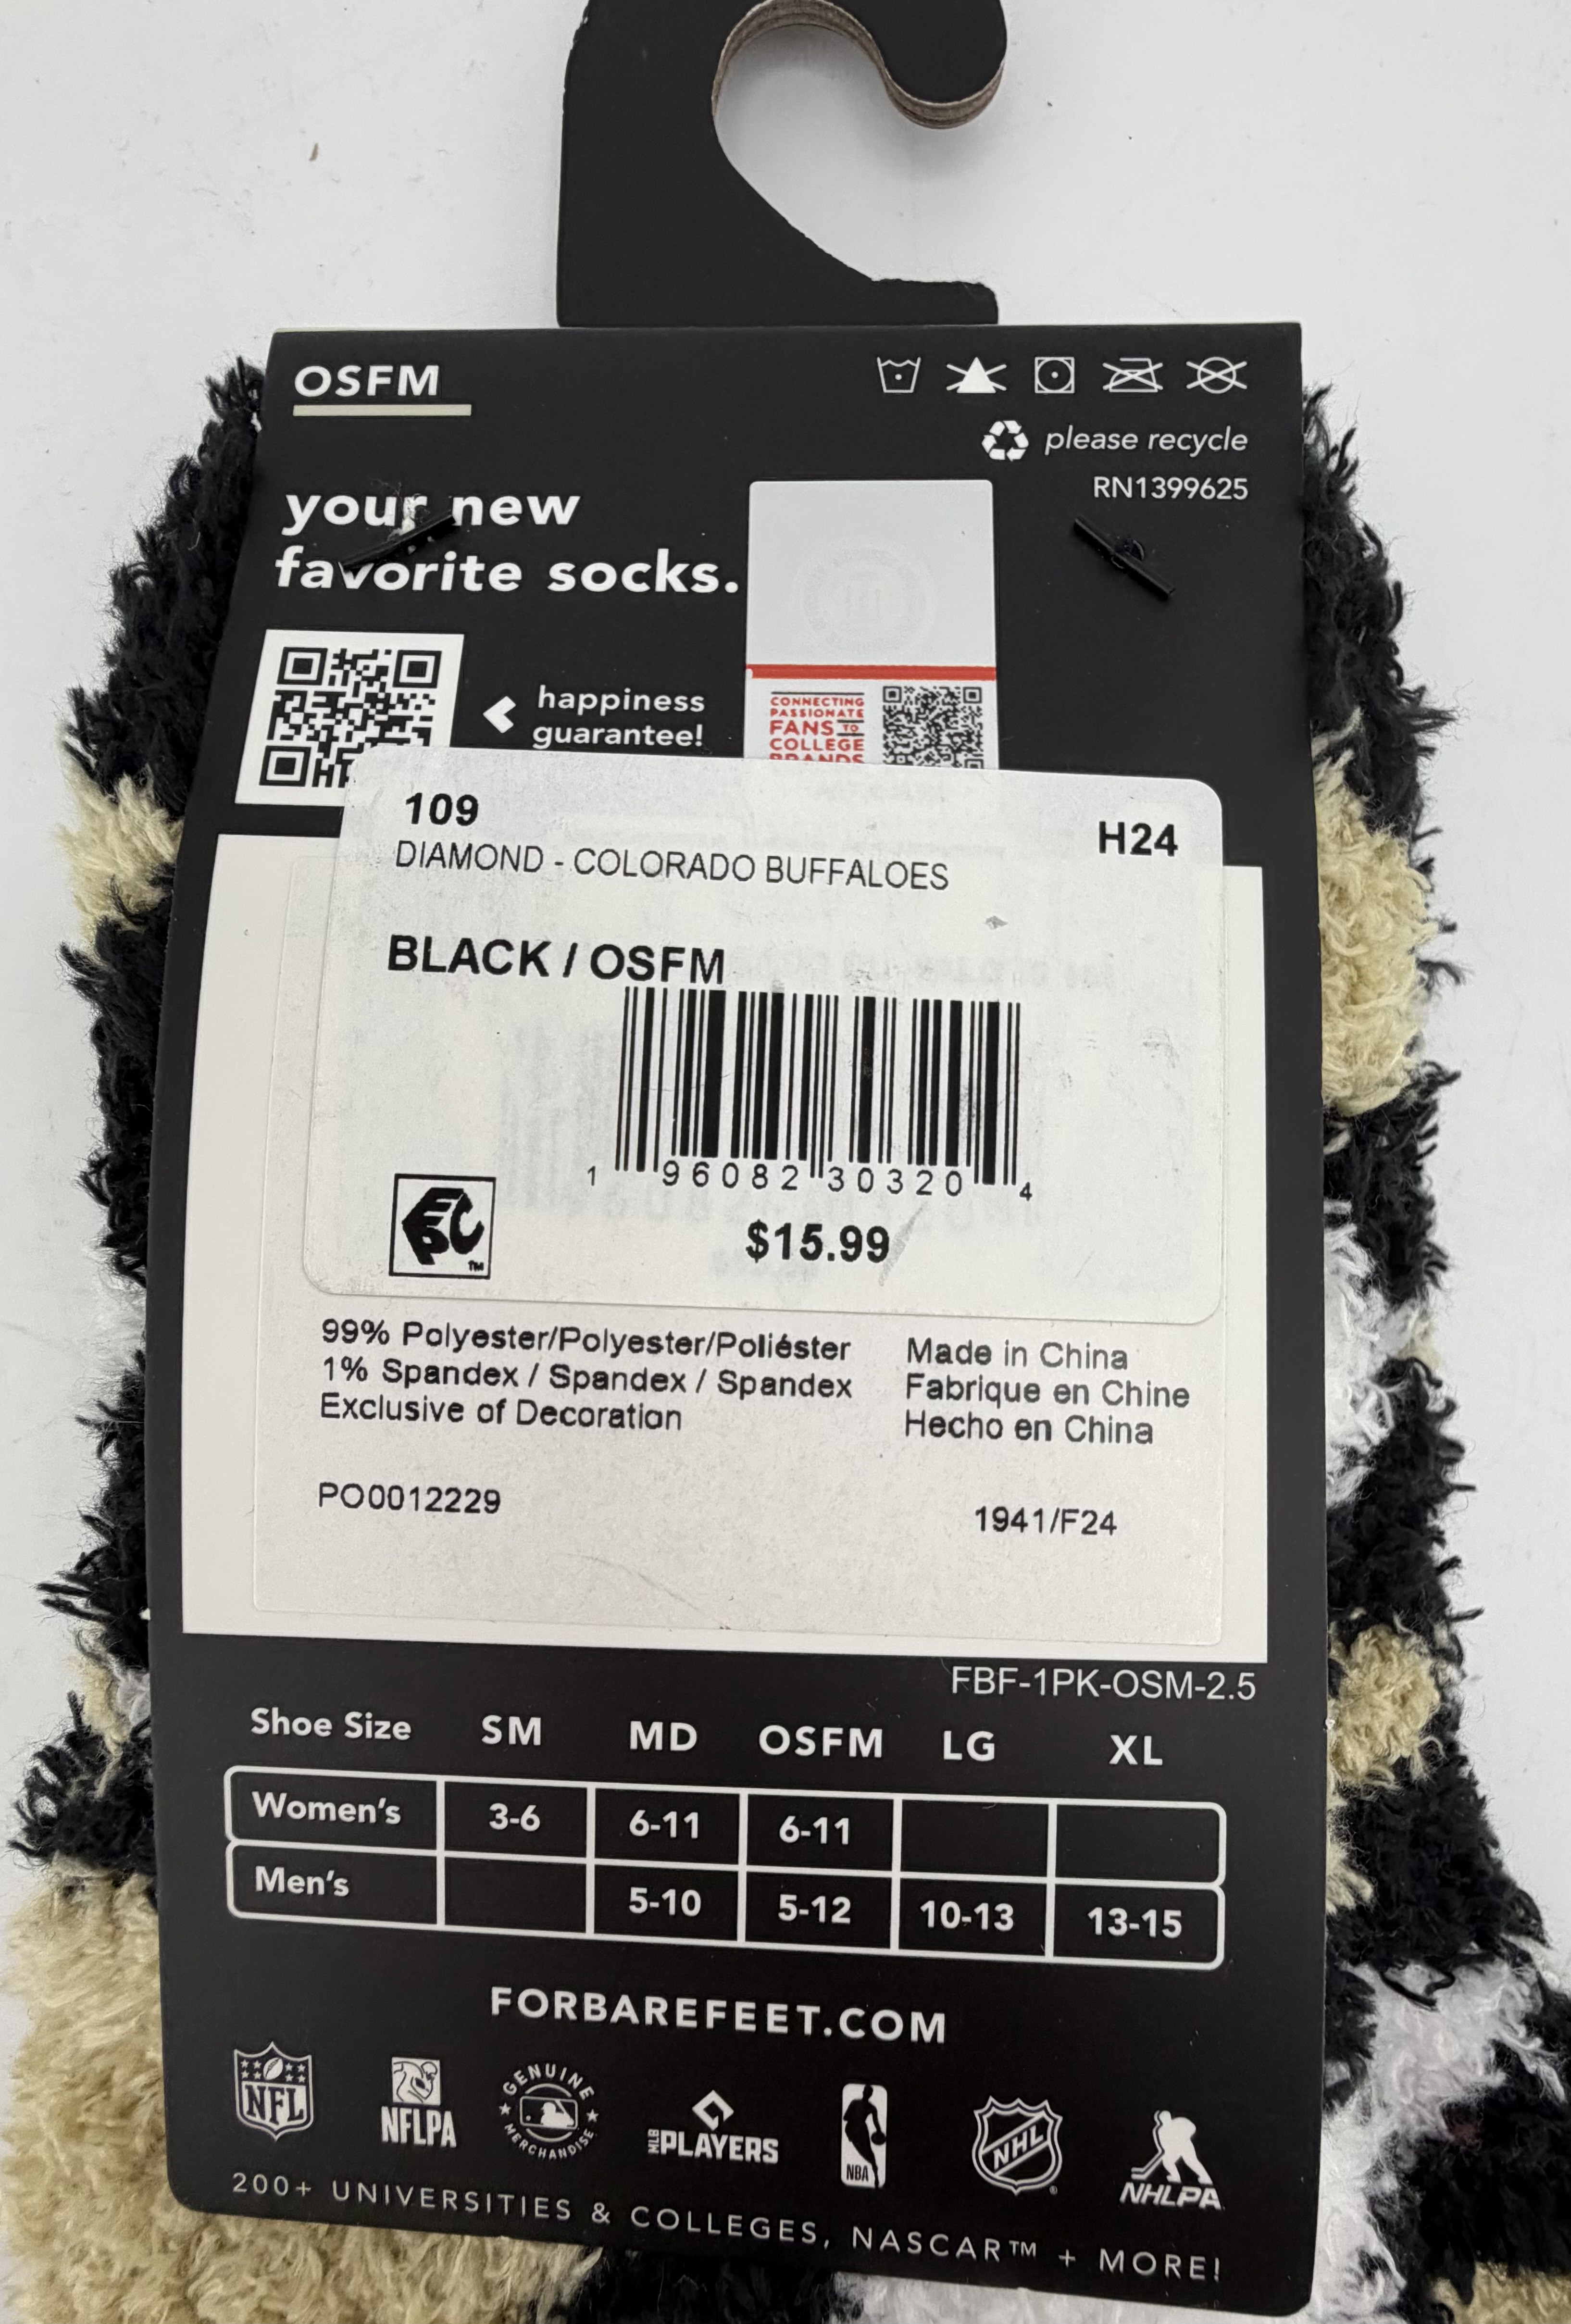 OSFM
please recycle
RN1399625
your new
favorite socks.
happiness
guarantee!
CONNECTING
PASSIONATE
FANS TO
COLLEGE
BRANDS
109
H24
DIAMOND - COLORADO BUFFALOES
BLACK / OSFM
1 96082 30320 4
EPC TM
$15.99
99% Polyester/Polyester/Poliéster
1% Spandex / Spandex / Spandex
Exclusive of Decoration
Made in China
Fabrique en Chine
Hecho en China
PO0012229
1941/F24
FBF-1PK-OSM-2.5
Shoe Size SM MD OSFM LG XL
Women's 3-6 6-11 6-11
Men's 5-10 5-12 10-13 13-15
FORBAREFEET.COM
NFL
NFLPA
GENUINE MERCHANDISE
MLB PLAYERS
NBA
NHL
NHLPA
200+ UNIVERSITIES & COLLEGES, NASCAR™ + MORE!